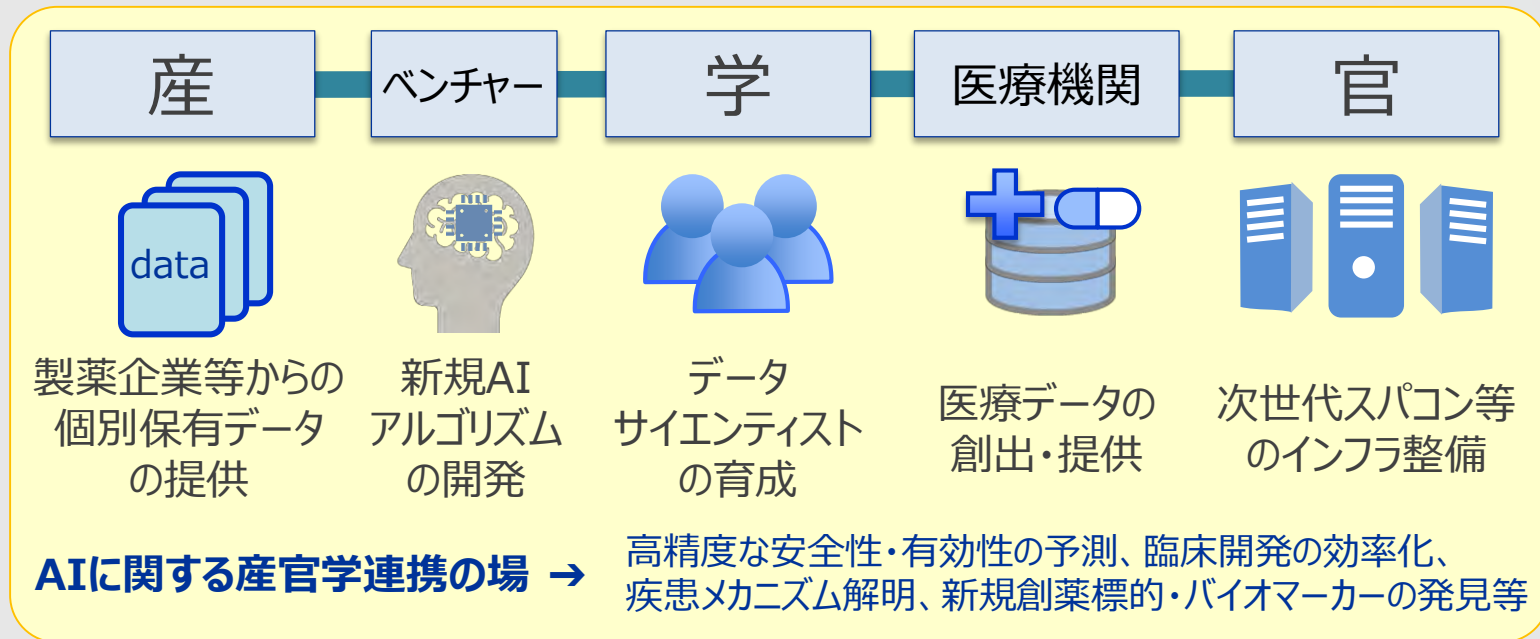 産
ベンチャー
学
医療機関
官
data
製薬企業等からの
個別保有データ
の提供
新規AI
アルゴリズム
の開発
データ
サイエンティスト
の育成
医療データの
創出・提供
次世代スパコン等
のインフラ整備
AIに関する産官学連携の場 ➔
高精度な安全性・有効性の予測、臨床開発の効率化、
疾患メカニズム解明、新規創薬標的・バイオマーカーの発見等